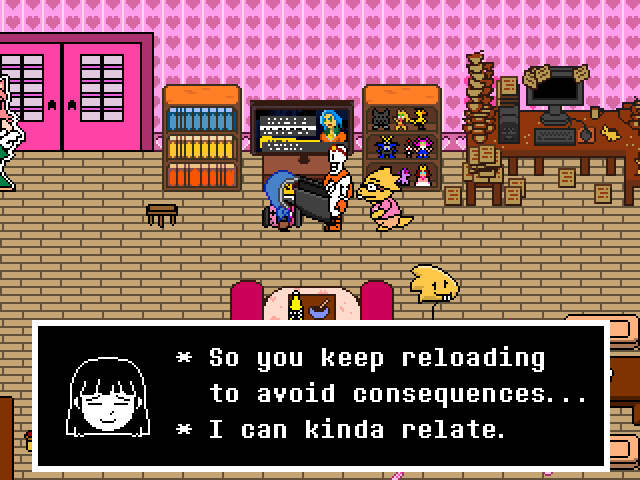 * So you keep reloading
to avoid consequences...
* I can kinda relate.